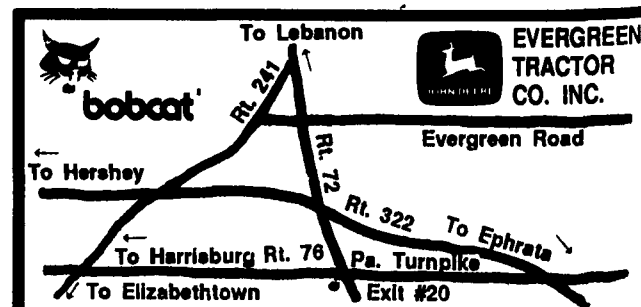 To Lebanon
bobcat
JOHN DEERE
EVERGREEN
TRACTOR
CO. INC.
Rt. 241
Evergreen Road
Rt. 72
To Hershey
Rt. 322
To Ephrata
To Harrisburg Rt. 76 Pa. Turnpike
To Elizabethtown
Exit #20